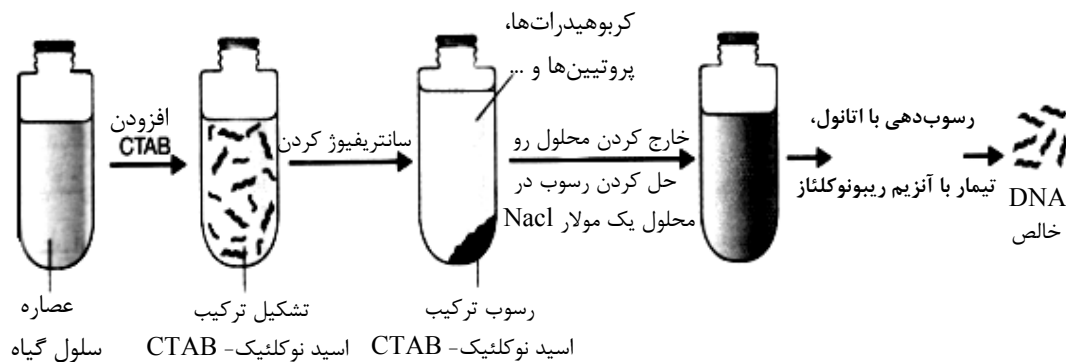 افزودن
CTAB
عصاره
سلول گیاه
سانتریفیوژ کردن
تشکیل ترکیب
اسید نوکلئیک- CTAB
کربوهیدرات‌ها،
پروتیین‌ها و ...
رسوب ترکیب
اسید نوکلئیک- CTAB
خارج کردن محلول رو
حل کردن رسوب در
محلول یک مولار Nacl
رسوب‌دهی با اتانول،
تیمار با آنزیم ریبونوکلئاز
DNA
خالص